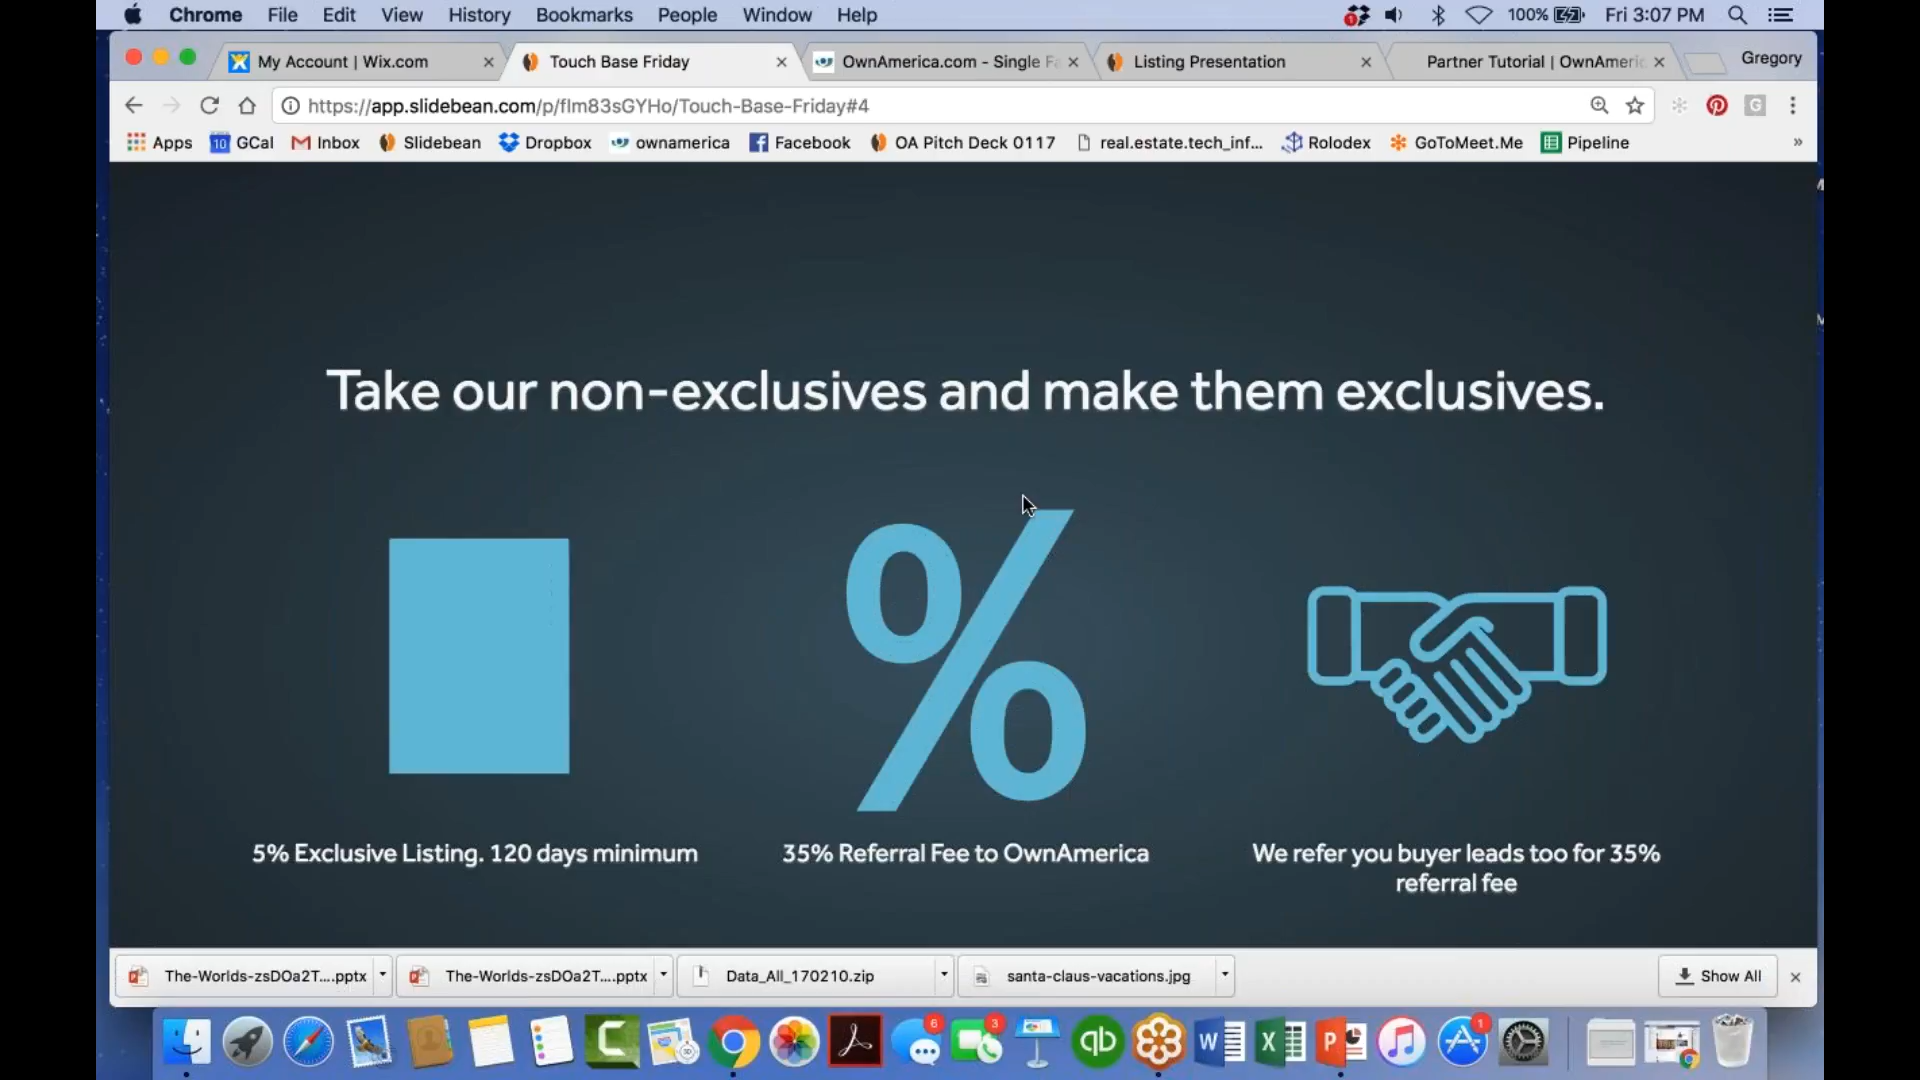 Chrome File Edit View History Bookmarks People Window Help 100% Fri 3:07 PM
My Account | Wix.com Touch Base Friday OwnAmerica.com - Single Fa Listing Presentation Partner Tutorial | OwnAmeric Gregory
https://app.slidebean.com/p/flm83sGYHo/Touch-Base-Friday#4
Apps GCal Inbox Slidebean Dropbox ownamerica Facebook OA Pitch Deck 0117 real.estate.tech_inf... Rolodex GoToMeet.Me Pipeline »
Take our non-exclusives and make them exclusives.
%
5% Exclusive Listing. 120 days minimum
35% Referral Fee to OwnAmerica
We refer you buyer leads too for 35%
referral fee
The-Worlds-zsDOa2T....pptx The-Worlds-zsDOa2T....pptx Data_All_170210.zip santa-claus-vacations.jpg Show All
6 3 qb W X P 1